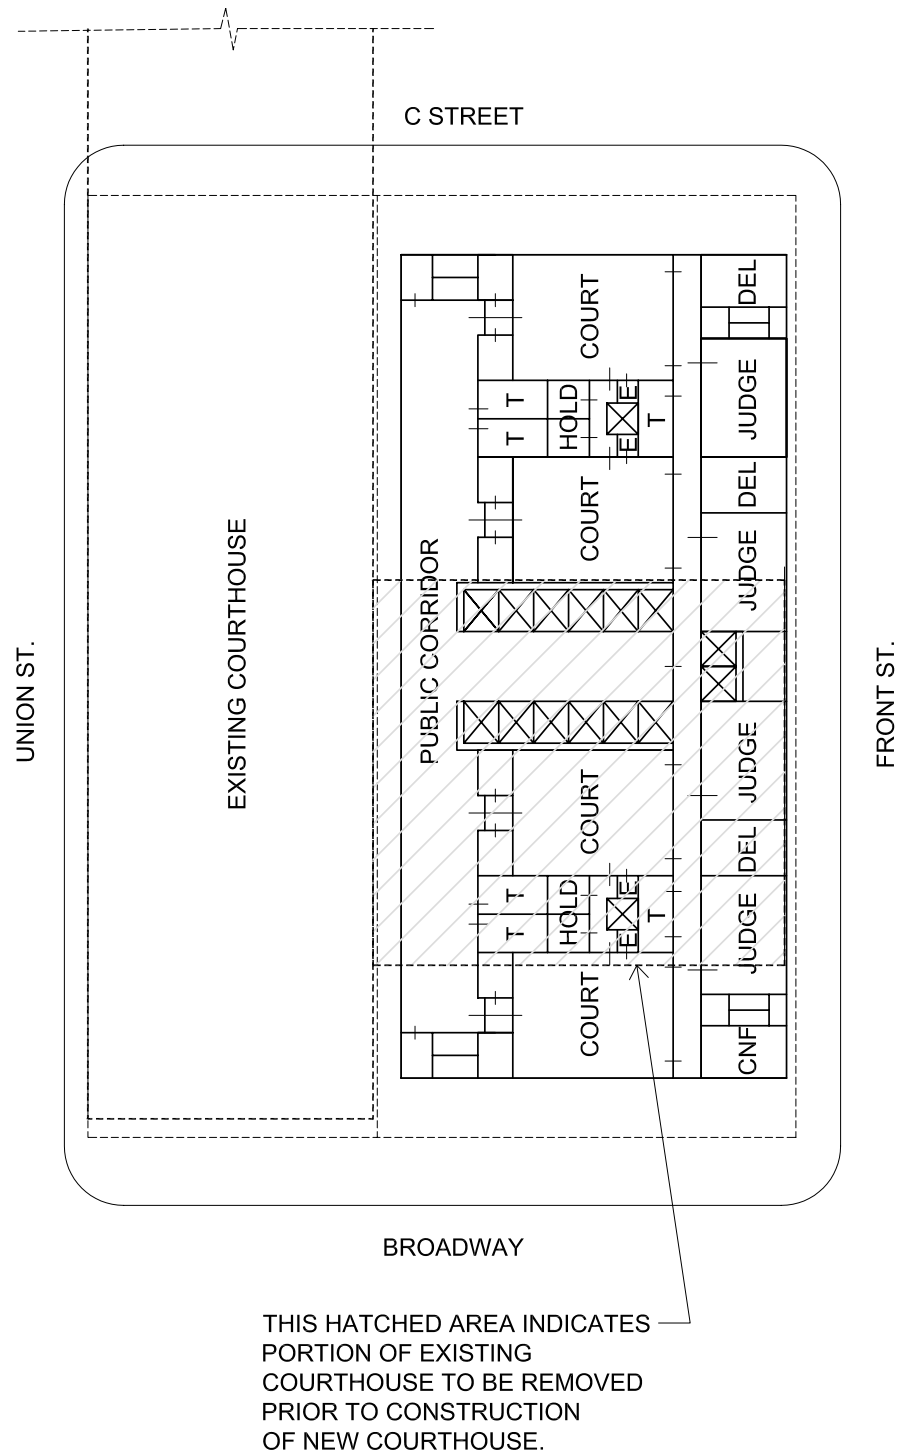 C STREET
UNION ST.
EXISTING COURTHOUSE
PUBLIC CORRIDOR
COURT
DEL
JUDGE
T
T
HOLD
E
E
T
COURT
DEL
JUDGE
COURT
JUDGE
DEL
T
T
HOLD
E
E
T
JUDGE
COURT
CNF
FRONT ST.
BROADWAY
THIS HATCHED AREA INDICATES
PORTION OF EXISTING
COURTHOUSE TO BE REMOVED
PRIOR TO CONSTRUCTION
OF NEW COURTHOUSE.